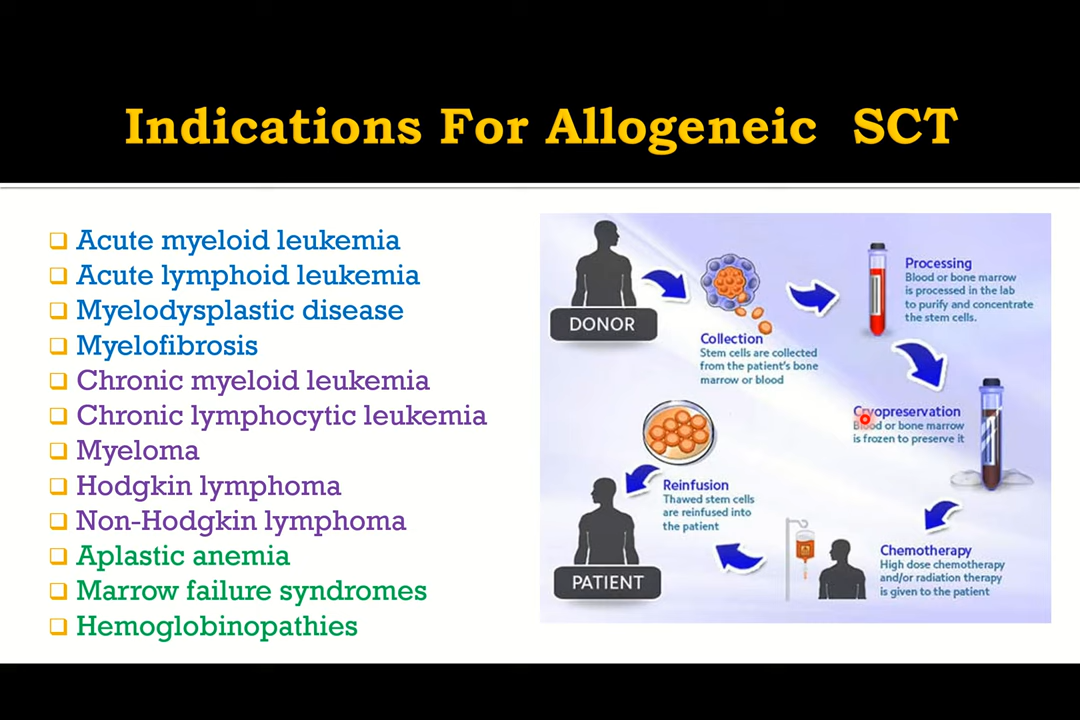 Indications For Allogeneic SCT
Acute myeloid leukemia
Acute lymphoid leukemia
Myelodysplastic disease
Myelofibrosis
Chronic myeloid leukemia
Chronic lymphocytic leukemia
Myeloma
Hodgkin lymphoma
Non-Hodgkin lymphoma
Aplastic anemia
Marrow failure syndromes
Hemoglobinopathies
DONOR
Collection
Stem cells are collected
from the patient's bone
marrow or blood
Processing
Blood or bone marrow
is processed in the lab
to purify and concentrate
the stem cells.
Cryopreservation
Blood or bone marrow
is frozen to preserve it
Chemotherapy
High dose chemotherapy
and/or radiation therapy
is given to the patient
Reinfusion
Thawed stem cells
are reinfused into
the patient
PATIENT